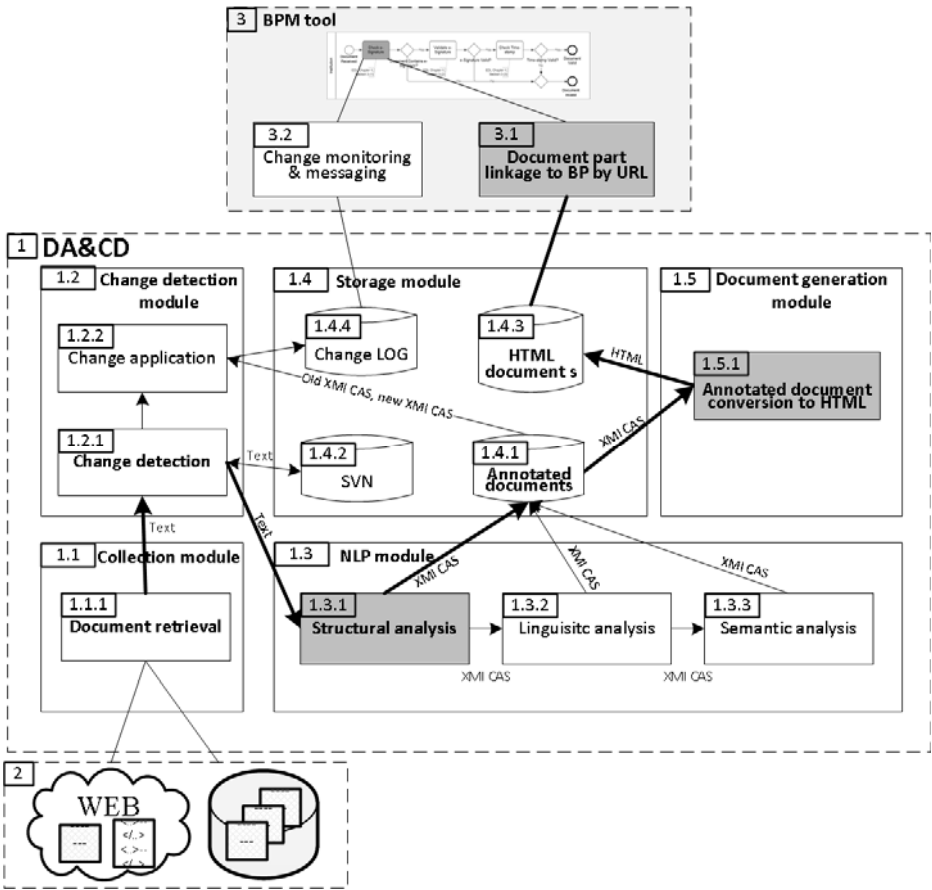 3 BPM tool
3.2
Change monitoring
& messaging
3.1
Document part
linkage to BP by URL
1 DA&CD
1.2 Change detection
module
1.2.2
Change application
1.2.1
Change detection
Text
1.4 Storage module
1.4.4
Change LOG
1.4.3
HTML
document s
Old XMI CAS, new XMI CAS
1.4.2
SVN
Text
1.4.1
Annotated
documents
1.5 Document generation
module
HTML
1.5.1
Annotated document
conversion to HTML
XMI CAS
1.1 Collection module
1.1.1
Document retrieval
Text
1.3 NLP module
XMI CAS
XMI CAS
XMI CAS
1.3.1
Structural analysis
1.3.2
Linguisitc analysis
1.3.3
Semantic analysis
XMI CAS
XMI CAS
2
WEB
---
<..>--
</..>
<..>--
</..>
---